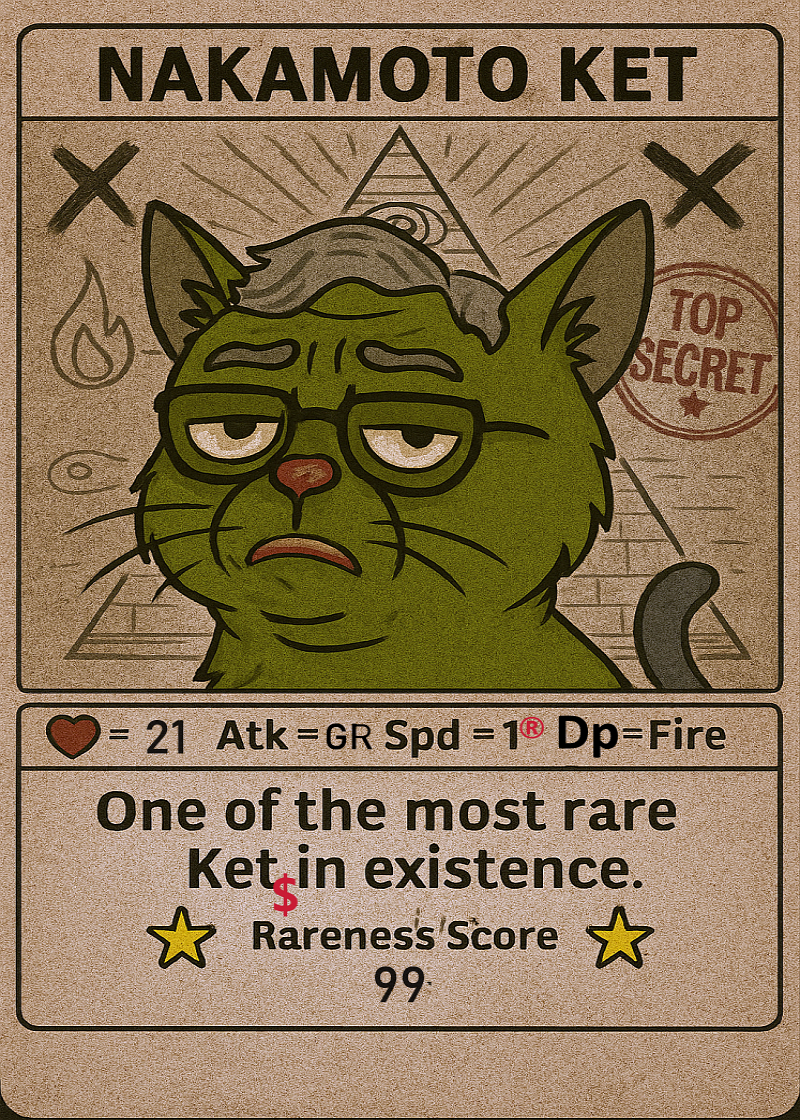 NAKAMOTO KET
TOP
SECRET
= 21 Atk =GR Spd =1® Dp=Fire
One of the most rare
Ket in existence.
$
Rareness Score
99